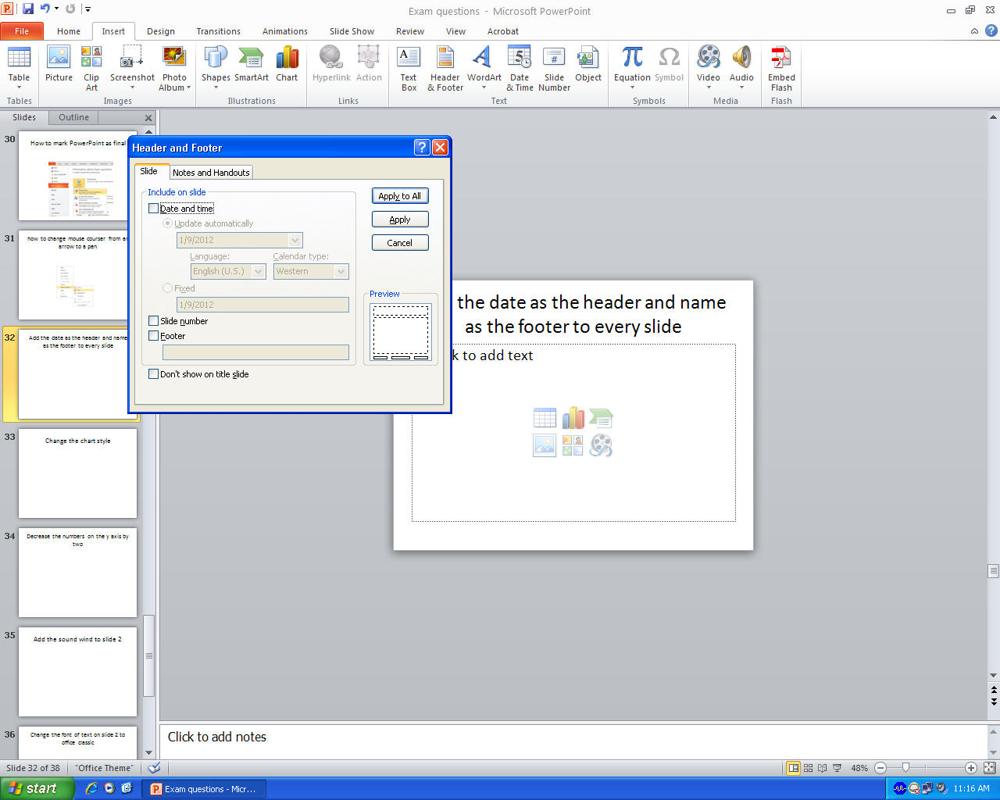 Exam questions - Microsoft PowerPoint
File Home Insert Design Transitions Animations Slide Show Review View Acrobat
Table Picture Clip Art Screenshot Photo Album Shapes SmartArt Chart Hyperlink Action Text Box Header & Footer WordArt Date & Time Slide Number Object Equation Symbol Video Audio Embed Flash
Tables Images Illustrations Links Text Symbols Media Flash
Slides Outline
30 How to mark PowerPoint as final
31 how to change mouse courser from an
arrow to a pen
32 Add the date as the header and name
as the footer to every slide
33 Change the chart style
34 Decrease the numbers on the y axis by
two
35 Add the sound wind to slide 2
36 Change the font of text on slide 2 to
office classic
Header and Footer
Slide Notes and Handouts
Include on slide
Date and time
Update automatically
1/9/2012
Language: Calendar type:
English (U.S.) Western
Fixed
1/9/2012
Slide number
Footer
Don't show on title slide
Apply to All
Apply
Cancel
Preview
the date as the header and name
as the footer to every slide
k to add text
Click to add notes
Slide 32 of 38 "Office Theme" 48%
start Exam questions - Micr... 11:16 AM